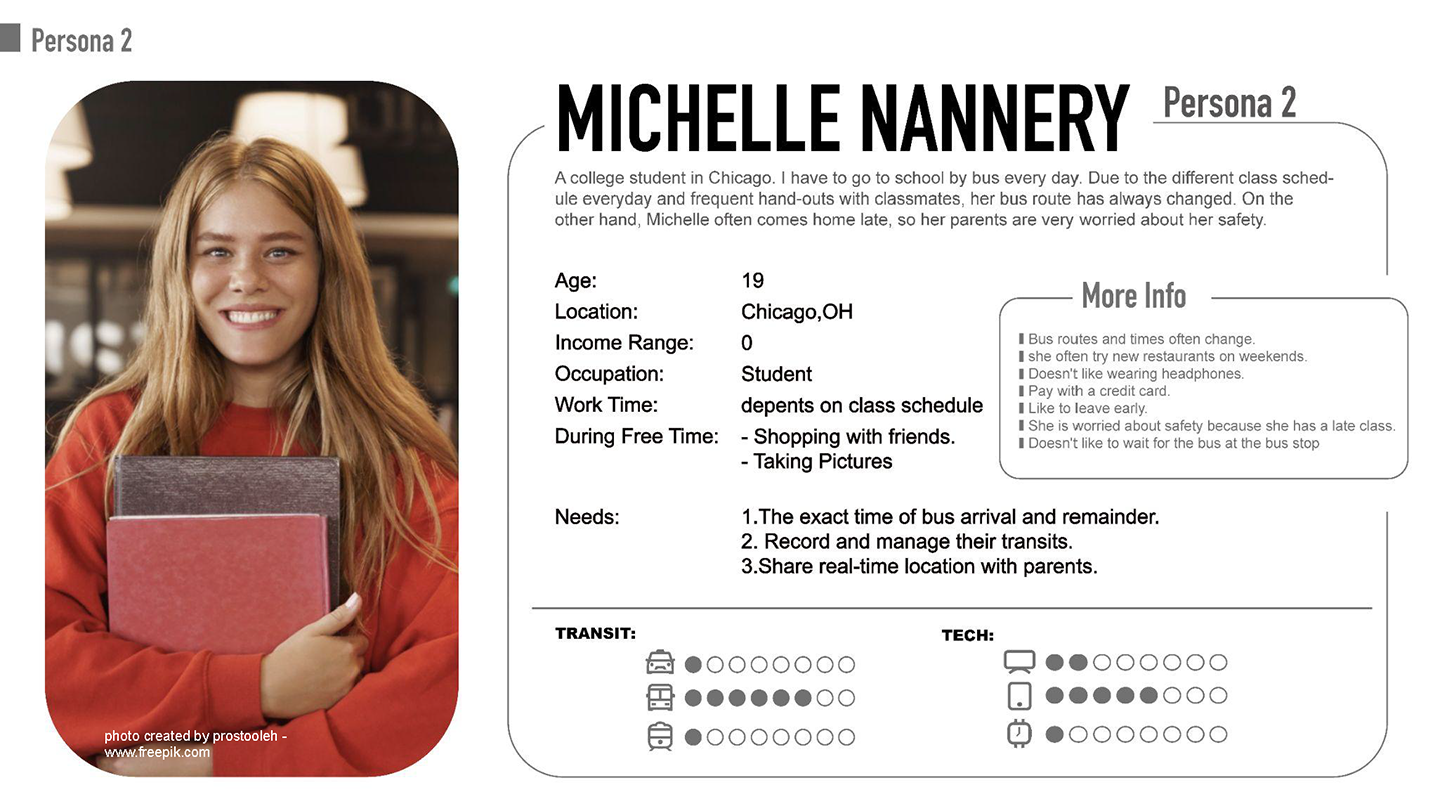 Persona 2
MICHELLE NANNERY
Persona 2
A college student in Chicago. I have to go to school by bus every day. Due to the different class sched-
ule everyday and frequent hand-outs with classmates, her bus route has always changed. On the
other hand, Michelle often comes home late, so her parents are very worried about her safety.
Age: 19
Location: Chicago,OH
Income Range: 0
Occupation: Student
Work Time: depents on class schedule
During Free Time: - Shopping with friends.
- Taking Pictures
More Info
Bus routes and times often change.
she often try new restaurants on weekends.
Doesn't like wearing headphones.
Pay with a credit card.
Like to leave early.
She is worried about safety because she has a late class.
Doesn't like to wait for the bus at the bus stop
Needs: 1.The exact time of bus arrival and remainder.
2. Record and manage their transits.
3.Share real-time location with parents.
TRANSIT:
TECH:
photo created by prostooleh -
www.freepik.com